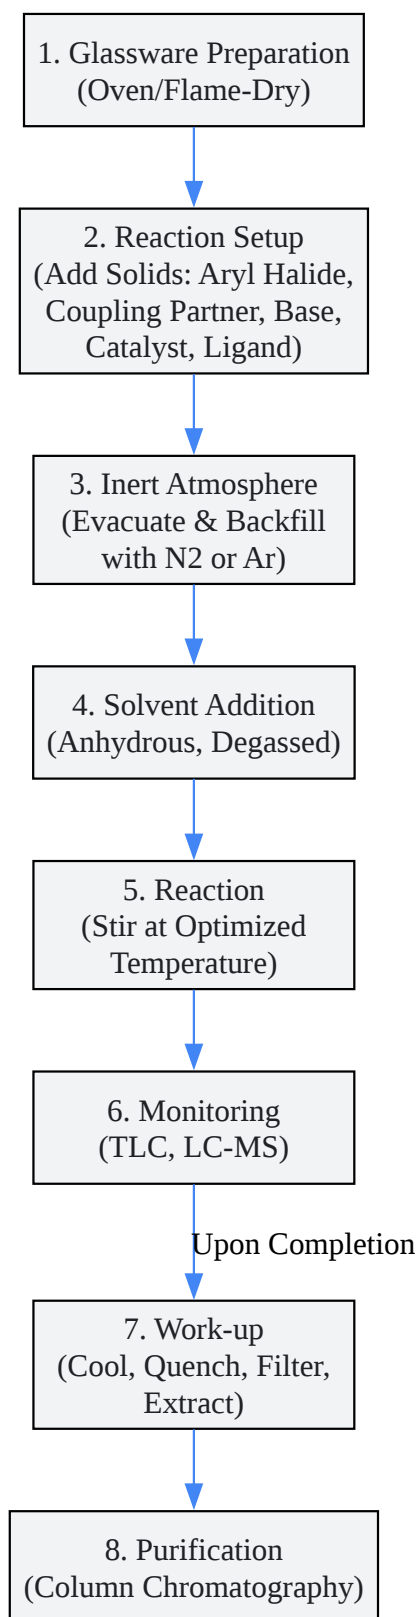 1. Glassware Preparation
(Oven/Flame-Dry)
2. Reaction Setup
(Add Solids: Aryl Halide,
Coupling Partner, Base,
Catalyst, Ligand)
3. Inert Atmosphere
(Evacuate & Backfill
with N2 or Ar)
4. Solvent Addition
(Anhydrous, Degassed)
5. Reaction
(Stir at Optimized
Temperature)
6. Monitoring
(TLC, LC-MS)
Upon Completion
7. Work-up
(Cool, Quench, Filter,
Extract)
8. Purification
(Column Chromatography)